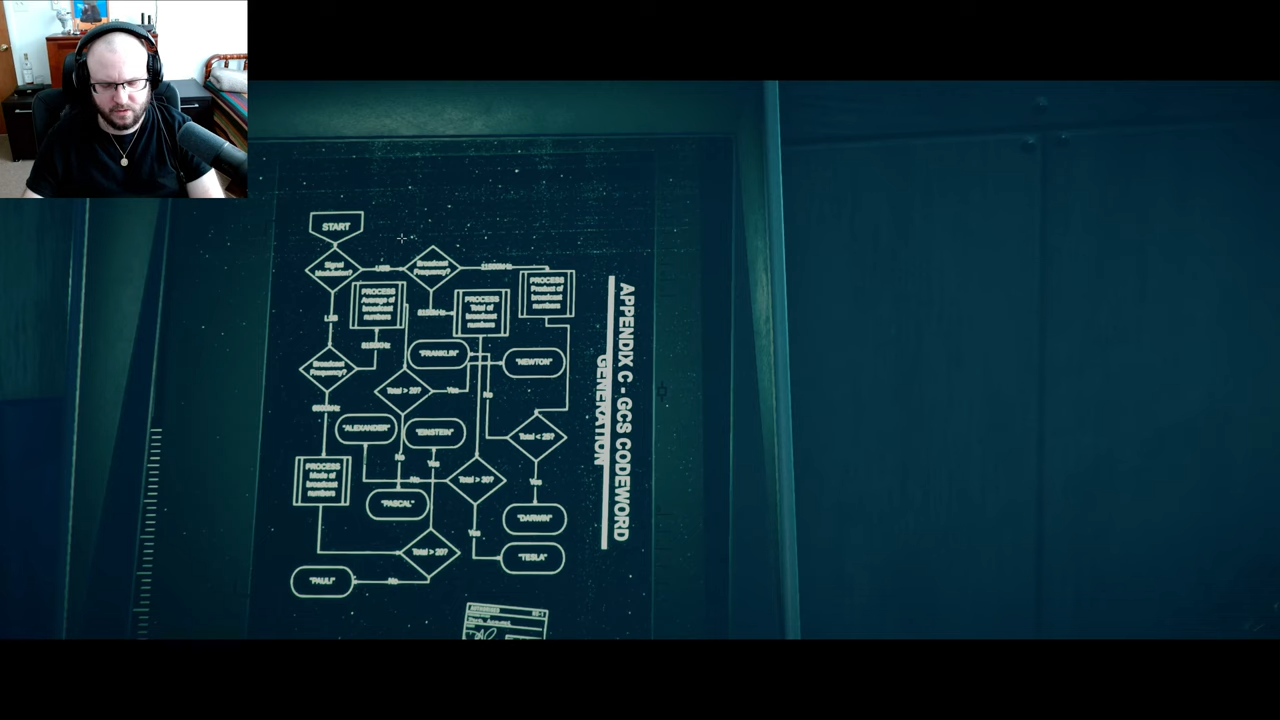 START
Signal
Modulation?
USB
Broadcast
Frequency?
PROCESS
Product of
broadcast
numbers
PROCESS
Average of
broadcast
numbers
PROCESS
Total of
broadcast
numbers
LSB
"FRANKLIN"
"NEWTON"
Broadcast
Frequency?
Total > 20?
Yes
No
"ALEXANDER"
"EINSTEIN"
Total < 25?
No
Yes
PROCESS
Mode of
broadcast
numbers
No
Total > 30?
Yes
"PASCAL"
"DARWIN"
Yes
Total > 20?
"TESLA"
"PAULI"
No
APPENDIX C - GCS CODEWORD
GENERATION
AUTHORISED